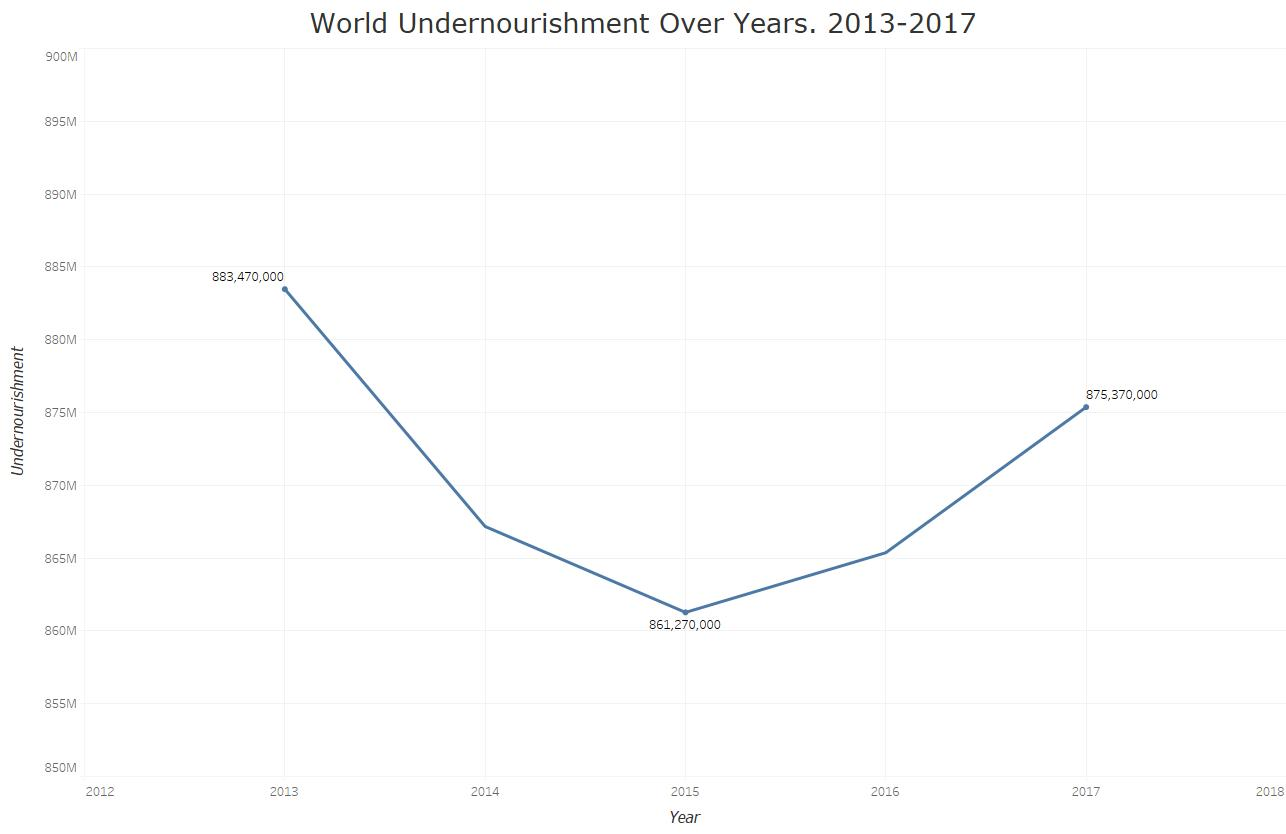 World Undernourishment Over Years. 2013-2017
900M
895M
890M
885M
883,470,000
880M
Undernourishment
875,370,000
875M
870M
865M
861,270,000
860M
855M
850M
2012 2013 2014 2015 2016 2017 2018
Year